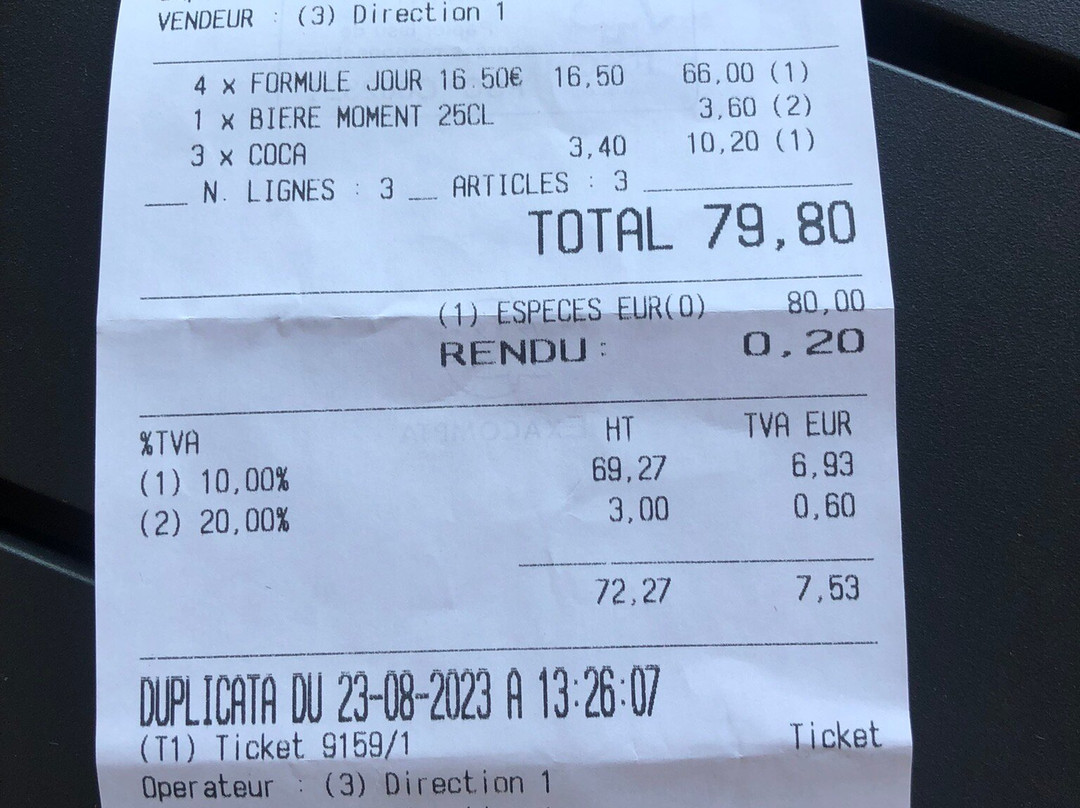 VENDEUR : (3) Direction 1
4 x FORMULE JOUR 16.50€ 16,50 66,00 (1)
1 x BIERE MOMENT 25CL 3,60 (2)
3 x COCA 3,40 10,20 (1)
N. LIGNES : 3 __ ARTICLES : 3
TOTAL 79,80
(1) ESPECES EUR(0) 80,00
RENDU : 0,20
%TVA HT TVA EUR
(1) 10,00% 69,27 6,93
(2) 20,00% 3,00 0,60
72,27 7,53
DUPLICATA DU 23-08-2023 A 13:26:07
(T1) Ticket 9159/1 Ticket
Operateur : (3) Direction 1